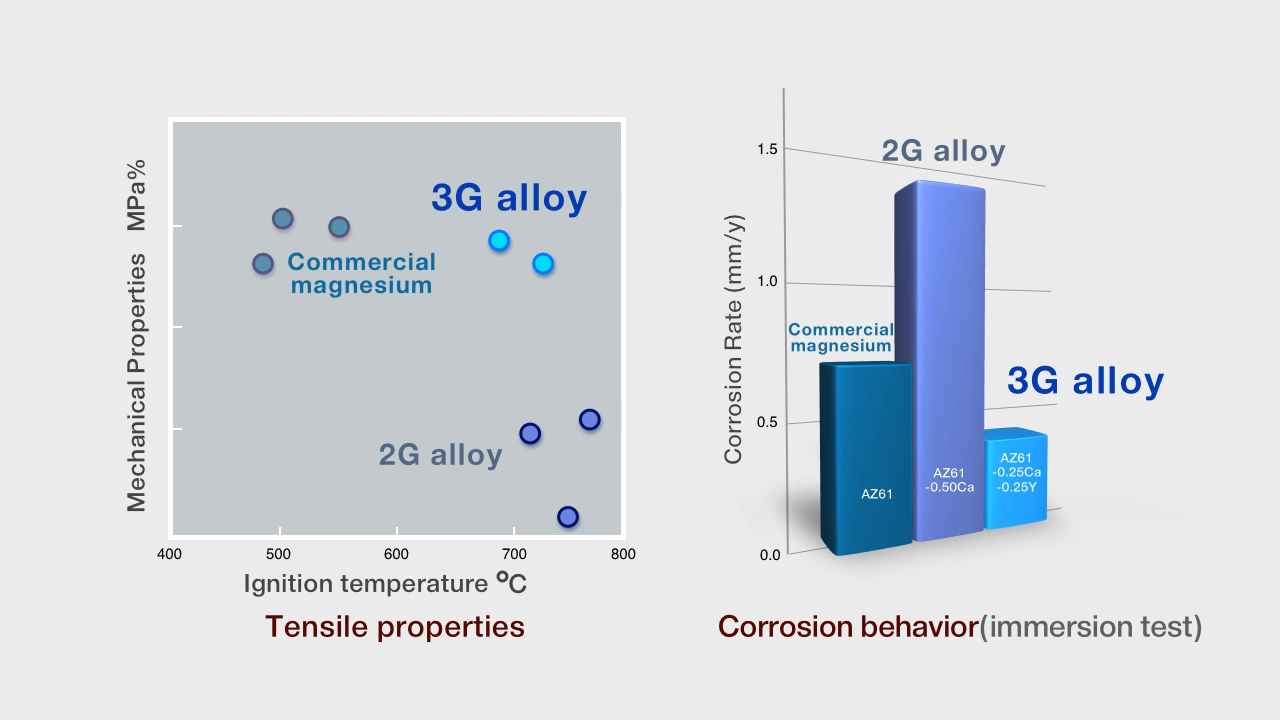 Mechanical Properties MPa%
3G alloy
Commercial
magnesium
2G alloy
400 500 600 700 800
Ignition temperature °C
Tensile properties
Corrosion Rate (mm/y)
1.5
1.0
0.5
0.0
2G alloy
Commercial
magnesium
3G alloy
AZ61
AZ61
-0.50Ca
AZ61
-0.25Ca
-0.25Y
Corrosion behavior(immersion test)